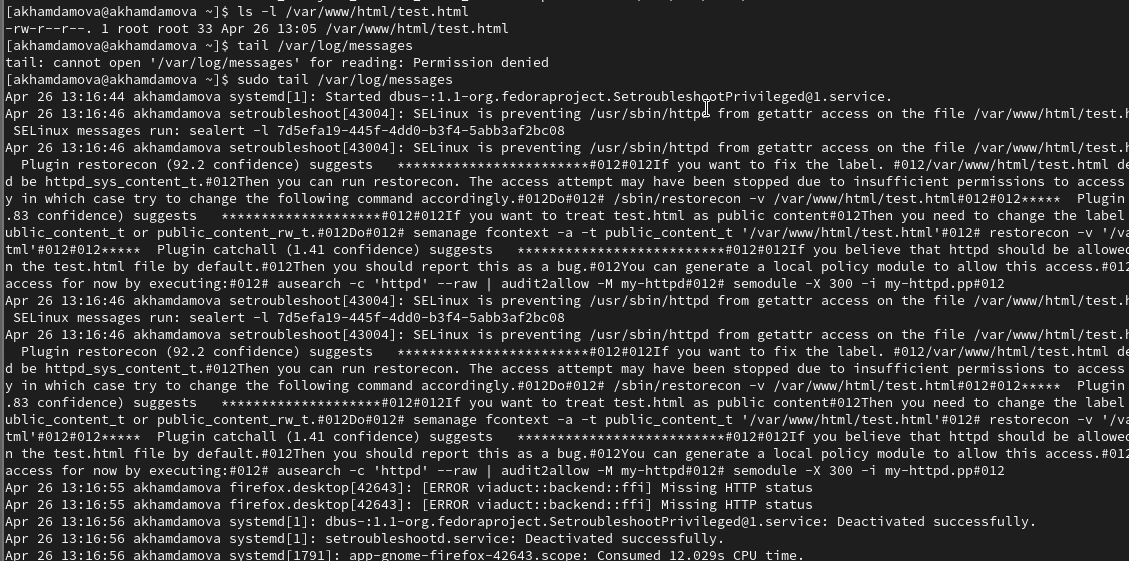 [akhamdamova@akhamdamova ~]$ ls -l /var/www/html/test.html
-rw-r--r--. 1 root root 33 Apr 26 13:05 /var/www/html/test.html
[akhamdamova@akhamdamova ~]$ tail /var/log/messages
tail: cannot open '/var/log/messages' for reading: Permission denied
[akhamdamova@akhamdamova ~]$ sudo tail /var/log/messages
Apr 26 13:16:44 akhamdamova systemd[1]: Started dbus-:1.1-org.fedoraproject.SetroubleshootPrivileged@1.service.
Apr 26 13:16:46 akhamdamova setroubleshoot[43004]: SELinux is preventing /usr/sbin/httpd from getattr access on the file /var/www/html/test.h
SELinux messages run: sealert -l 7d5efa19-445f-4dd0-b3f4-5abb3af2bc08
Apr 26 13:16:46 akhamdamova setroubleshoot[43004]: SELinux is preventing /usr/sbin/httpd from getattr access on the file /var/www/html/test.h
Plugin restorecon (92.2 confidence) suggests   ************************#012#012If you want to fix the label. #012/var/www/html/test.html de
d be httpd_sys_content_t.#012Then you can run restorecon. The access attempt may have been stopped due to insufficient permissions to access
y in which case try to change the following command accordingly.#012Do#012# /sbin/restorecon -v /var/www/html/test.html#012#012*****  Plugin
.83 confidence) suggests   ********************#012#012If you want to treat test.html as public content#012Then you need to change the label
ublic_content_t or public_content_rw_t.#012Do#012# semanage fcontext -a -t public_content_t '/var/www/html/test.html'#012# restorecon -v '/va
tml'#012#012*****  Plugin catchall (1.41 confidence) suggests   **************************#012#012If you believe that httpd should be allowed
n the test.html file by default.#012Then you should report this as a bug.#012You can generate a local policy module to allow this access.#012
access for now by executing:#012# ausearch -c 'httpd' --raw | audit2allow -M my-httpd#012# semodule -X 300 -i my-httpd.pp#012
Apr 26 13:16:46 akhamdamova setroubleshoot[43004]: SELinux is preventing /usr/sbin/httpd from getattr access on the file /var/www/html/test.h
SELinux messages run: sealert -l 7d5efa19-445f-4dd0-b3f4-5abb3af2bc08
Apr 26 13:16:46 akhamdamova setroubleshoot[43004]: SELinux is preventing /usr/sbin/httpd from getattr access on the file /var/www/html/test.h
Plugin restorecon (92.2 confidence) suggests   ************************#012#012If you want to fix the label. #012/var/www/html/test.html de
d be httpd_sys_content_t.#012Then you can run restorecon. The access attempt may have been stopped due to insufficient permissions to access
y in which case try to change the following command accordingly.#012Do#012# /sbin/restorecon -v /var/www/html/test.html#012#012*****  Plugin
.83 confidence) suggests   ********************#012#012If you want to treat test.html as public content#012Then you need to change the label
ublic_content_t or public_content_rw_t.#012Do#012# semanage fcontext -a -t public_content_t '/var/www/html/test.html'#012# restorecon -v '/va
tml'#012#012*****  Plugin catchall (1.41 confidence) suggests   **************************#012#012If you believe that httpd should be allowed
n the test.html file by default.#012Then you should report this as a bug.#012You can generate a local policy module to allow this access.#012
access for now by executing:#012# ausearch -c 'httpd' --raw | audit2allow -M my-httpd#012# semodule -X 300 -i my-httpd.pp#012
Apr 26 13:16:55 akhamdamova firefox.desktop[42643]: [ERROR viaduct::backend::ffi] Missing HTTP status
Apr 26 13:16:55 akhamdamova firefox.desktop[42643]: [ERROR viaduct::backend::ffi] Missing HTTP status
Apr 26 13:16:56 akhamdamova systemd[1]: dbus-:1.1-org.fedoraproject.SetroubleshootPrivileged@1.service: Deactivated successfully.
Apr 26 13:16:56 akhamdamova systemd[1]: setroubleshootd.service: Deactivated successfully.
Apr 26 13:16:56 akhamdamova systemd[1791]: app-gnome-firefox-42643.scope: Consumed 12.029s CPU time.